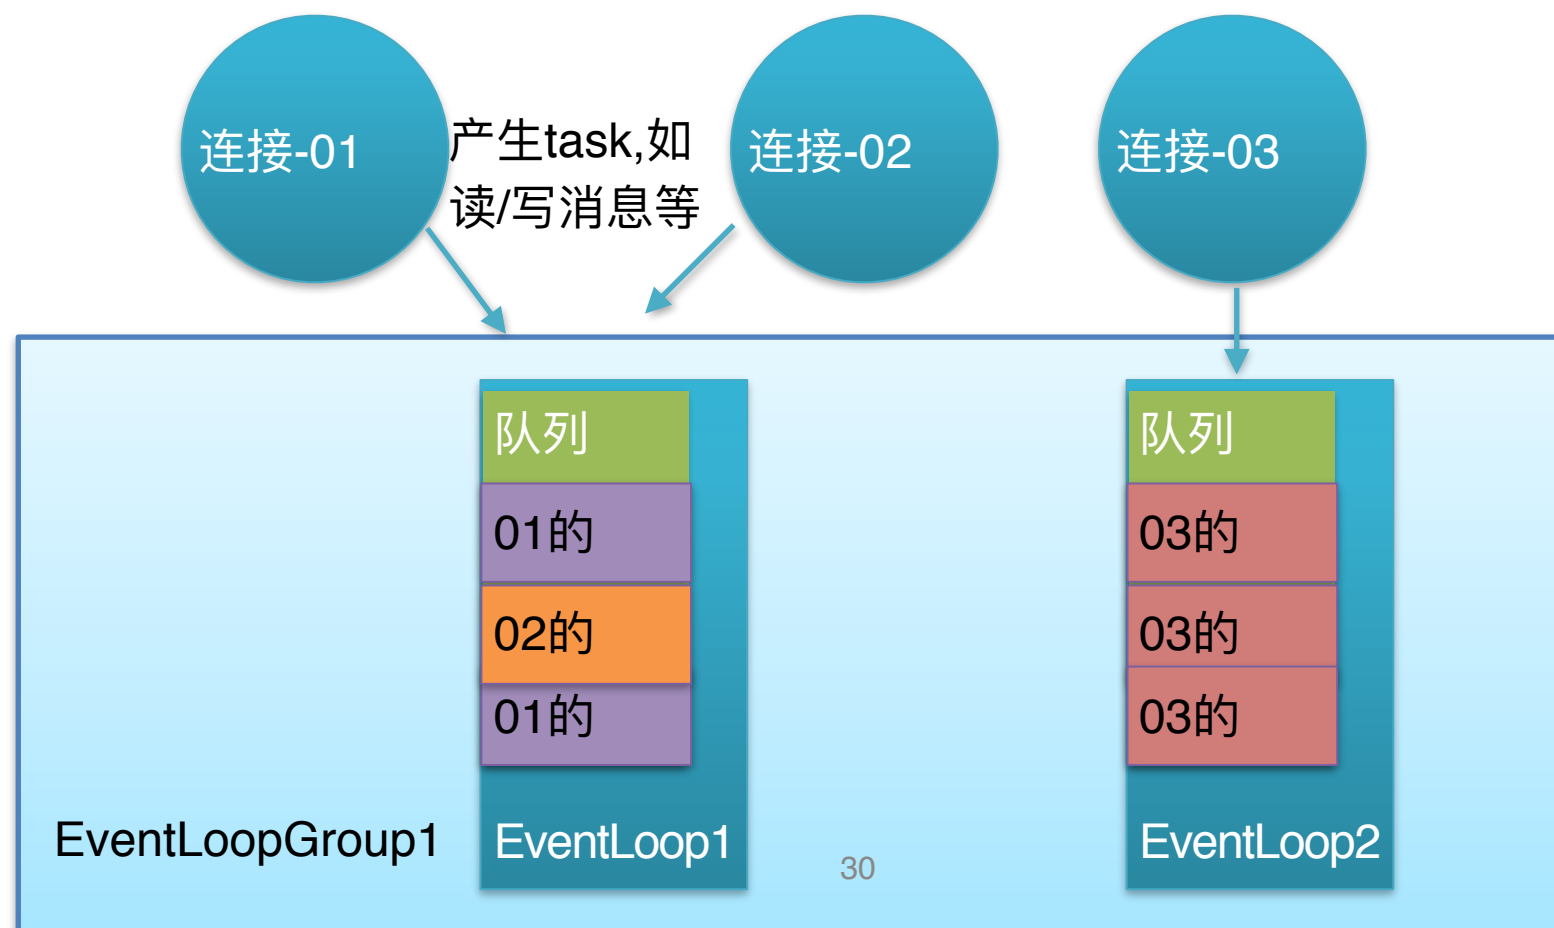 连接-01
产生task,如
读/写消息等
连接-02
连接-03
队列
01的
02的
01的
EventLoop1
队列
03的
03的
03的
EventLoop2
EventLoopGroup1
30